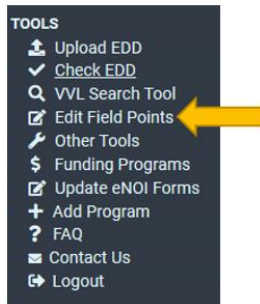 TOOLS
Upload EDD
Check EDD
VVL Search Tool
Edit Field Points
Other Tools
$ Funding Programs
Update eNOI Forms
Add Program
? FAQ
Contact Us
Logout